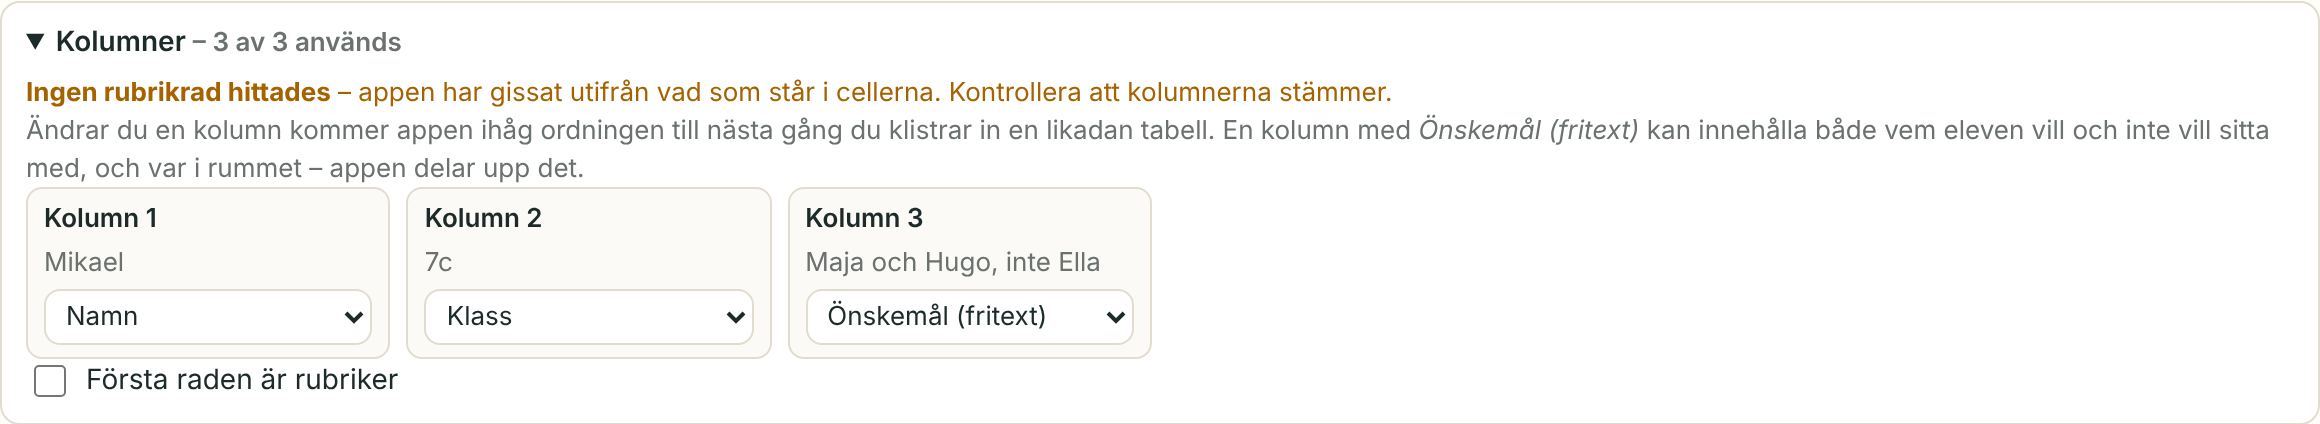 Kolumner – 3 av 3 används
Ingen rubrikrad hittades – appen har gissat utifrån vad som står i cellerna. Kontrollera att kolumnerna stämmer.
Ändrar du en kolumn kommer appen ihåg ordningen till nästa gång du klistrar in en likadan tabell. En kolumn med Önskemål (fritext) kan innehålla både vem eleven vill och inte vill sitta
med, och var i rummet – appen delar upp det.
Kolumn 1
Mikael
Namn
Kolumn 2
7c
Klass
Kolumn 3
Maja och Hugo, inte Ella
Önskemål (fritext)
Första raden är rubriker